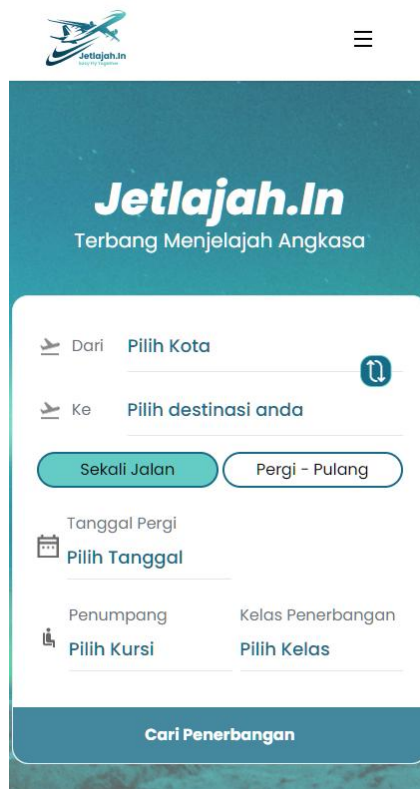 Jetlajah.In
Jetlajah.In
Terbang Menjelajah Angkasa
Dari Pilih Kota
Ke Pilih destinasi anda
Sekali Jalan Pergi - Pulang
Tanggal Pergi
Pilih Tanggal
Penumpang Kelas Penerbangan
Pilih Kursi Pilih Kelas
Cari Penerbangan